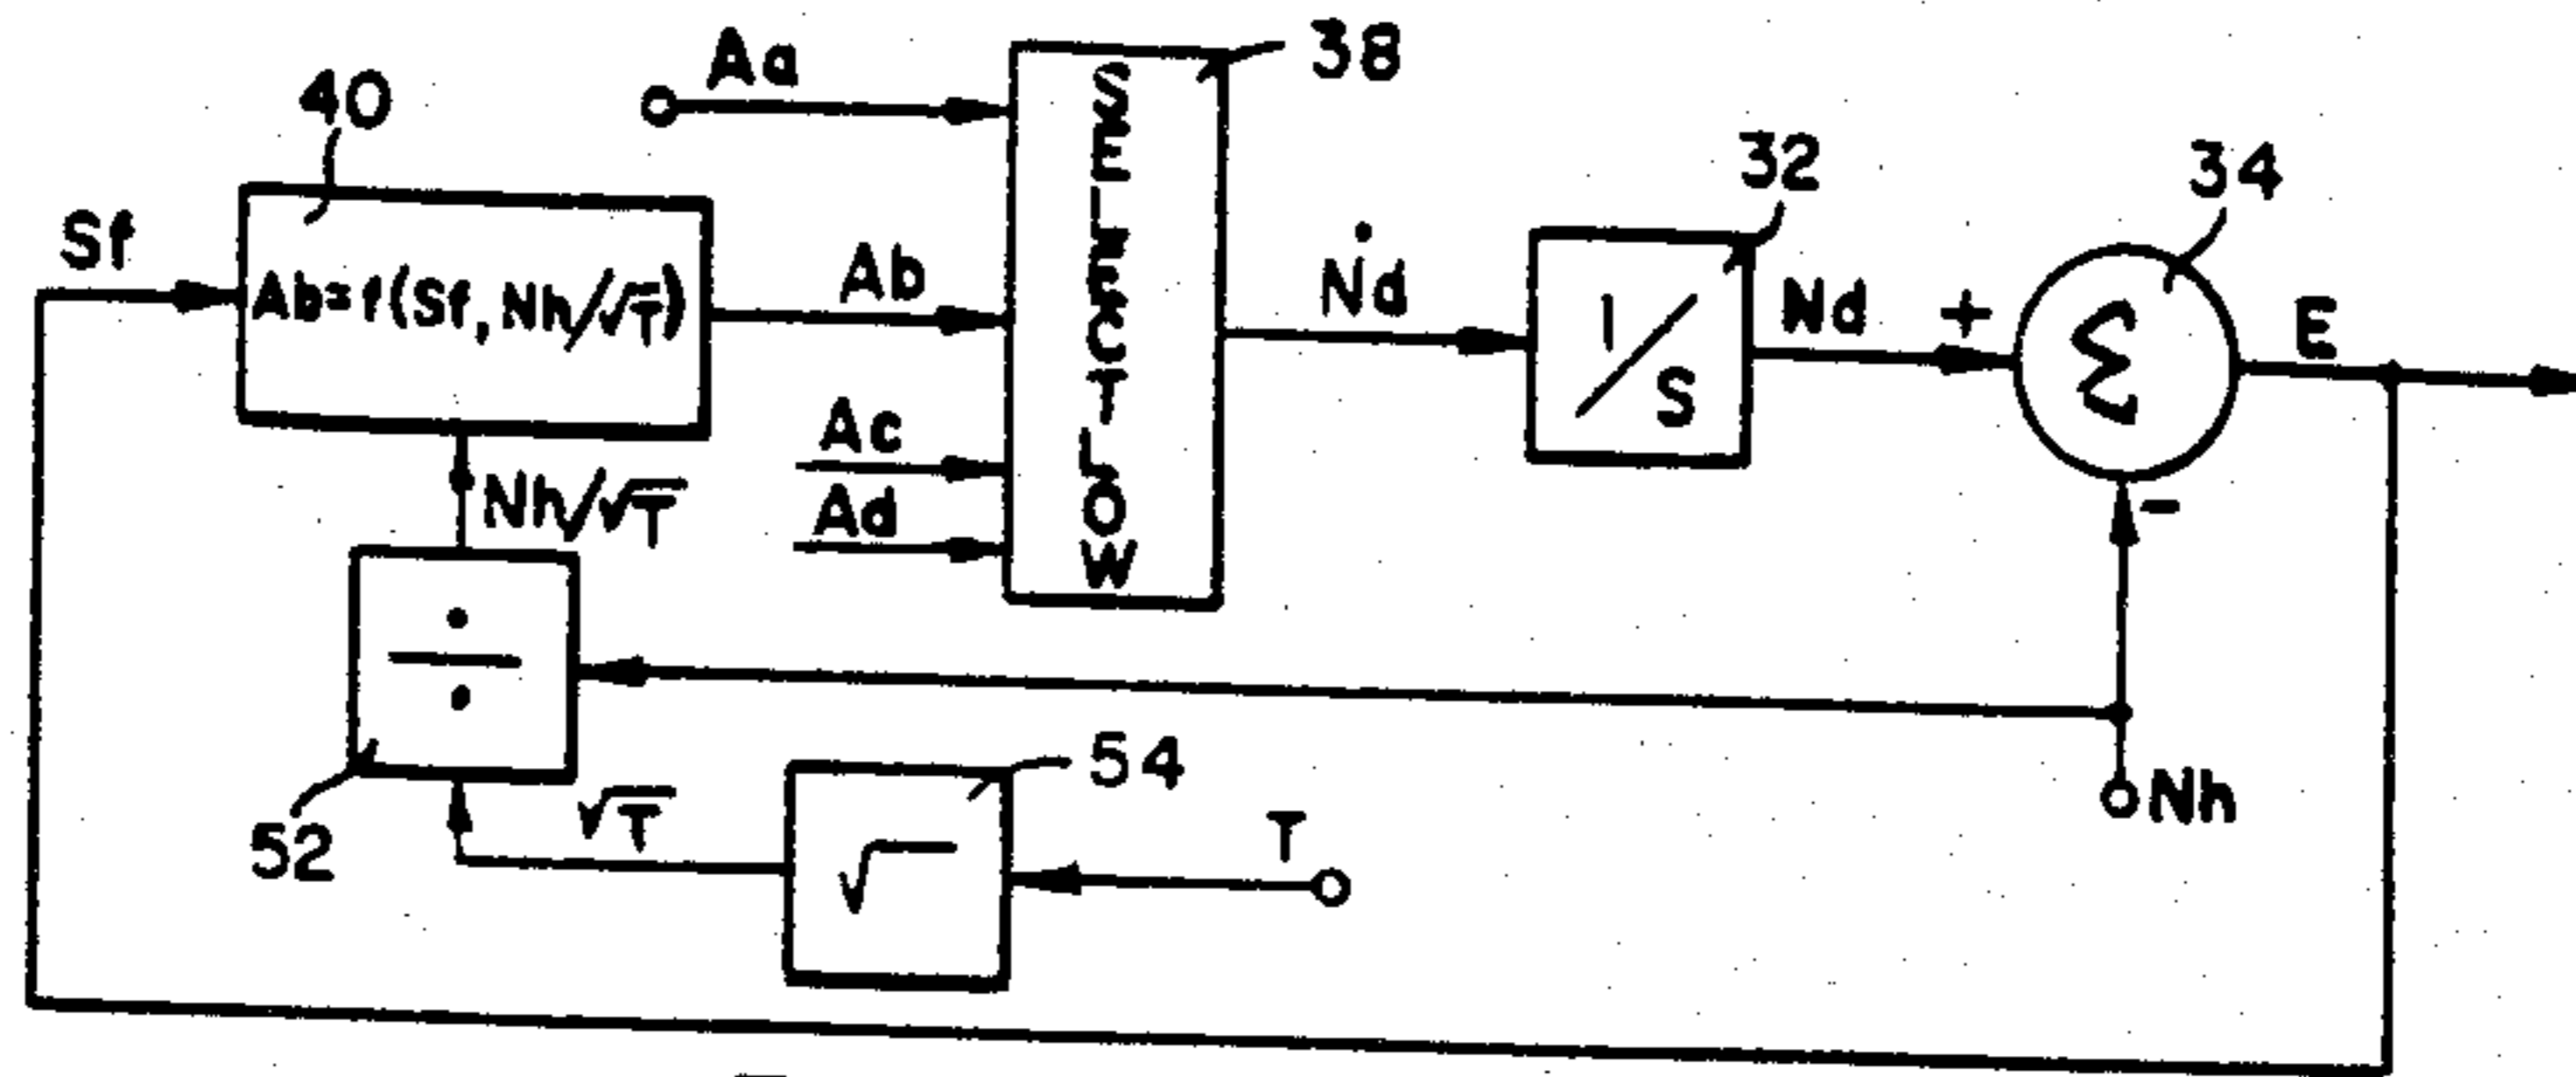 Aa
38
40
32
34
Sf
Ab=f(Sf, Nh/√T)
Ab
SELECT LOW
Ṅd
1/S
Nd
+
Σ
E
Ac
Nh/√T
Ad
-
÷
54
√T
Nh
52
√
T